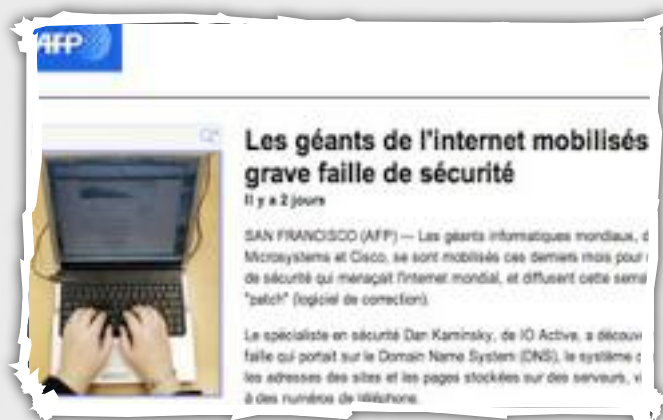 AFP
Les géants de l'internet mobilisés
grave faille de sécurité
Il y a 2 jours
SAN FRANCISCO (AFP) — Les géants informatiques mondiaux, d
Microsystems et Cisco, se sont mobilisés ces derniers mois pour
de sécurité qui menaçait l'internet mondial, et diffusent cette sema
"patch" (logiciel de correction).
Le spécialiste en sécurité Dan Kaminsky, de IO Active, a découve
faille qui portait sur le Domain Name System (DNS), le système
les adresses des sites et les pages stockées sur des serveurs, vi
à des numéros de téléphone.